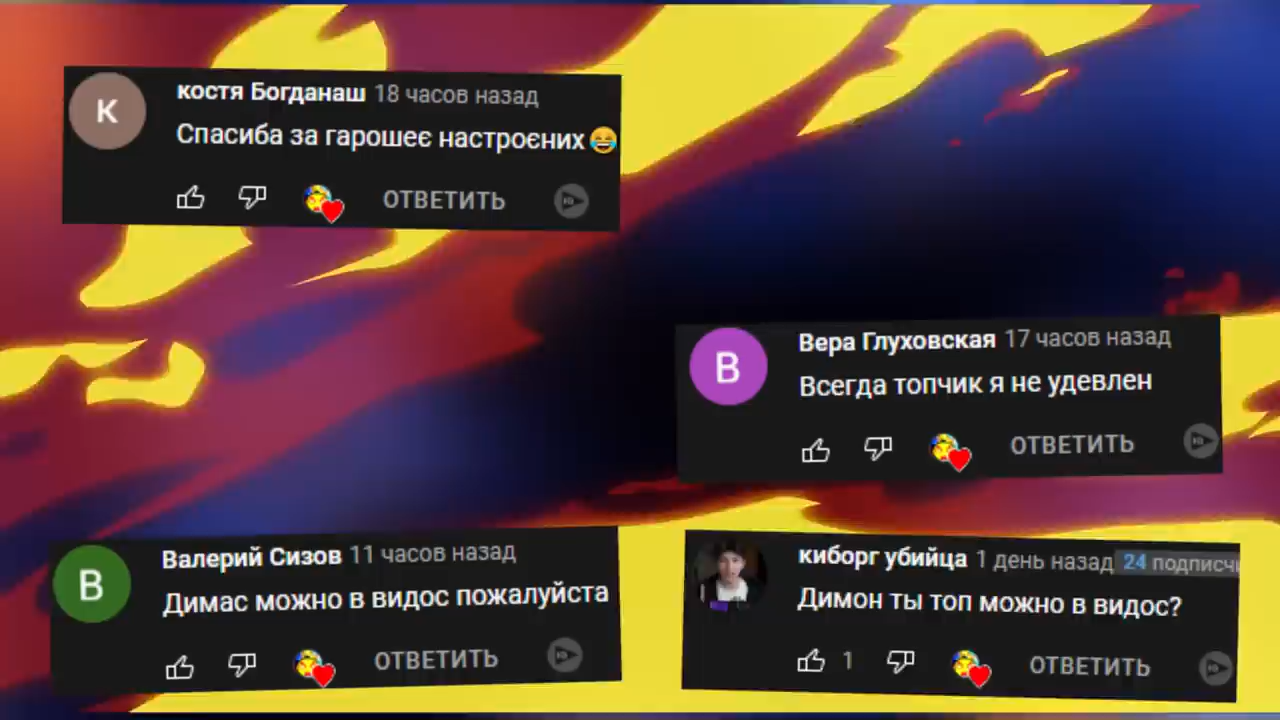 К
костя Богданаш 18 часов назад
Спасиба за гарошеє настроєних😂
ОТВЕТИТЬ
В
Вера Глуховская 17 часов назад
Всегда топчик я не удевлен
ОТВЕТИТЬ
В
Валерий Сизов 11 часов назад
Димас можно в видос пожалуйста
ОТВЕТИТЬ
киборг убийца 1 день назад 24 подписч
Димон ты топ можно в видос?
1 ОТВЕТИТЬ